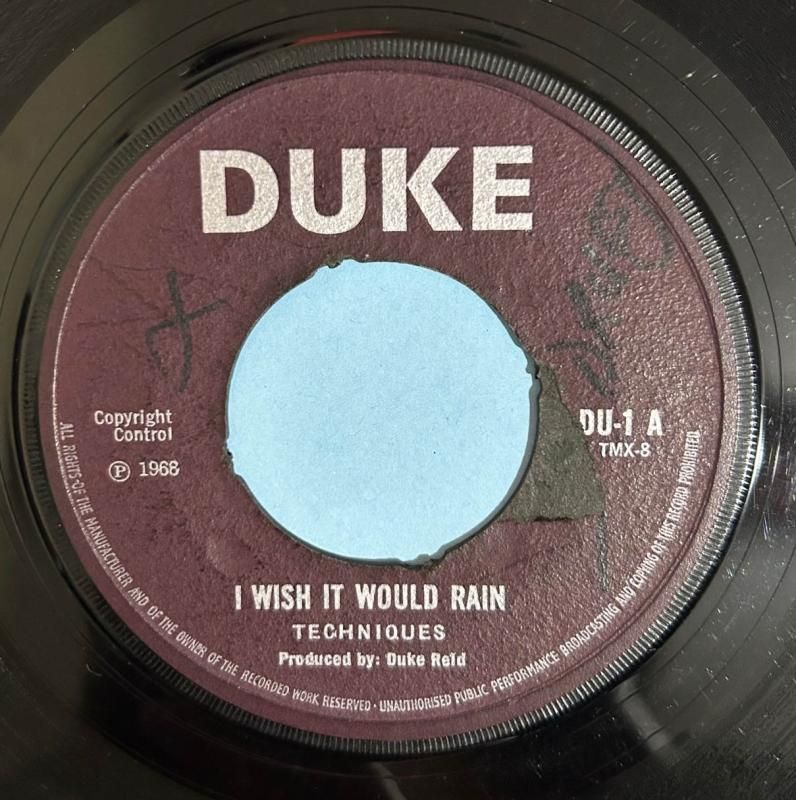 DUKE
Copyright
Control
℗ 1968
DU-1 A
TMX-8
I WISH IT WOULD RAIN
TECHNIQUES
Produced by: Duke Reid
ALL RIGHTS OF THE MANUFACTURER AND OF THE OWNER OF THE RECORDED WORK RESERVED · UNAUTHORISED PUBLIC PERFORMANCE BROADCASTING AND COPYING OF THIS RECORD PROHIBITED